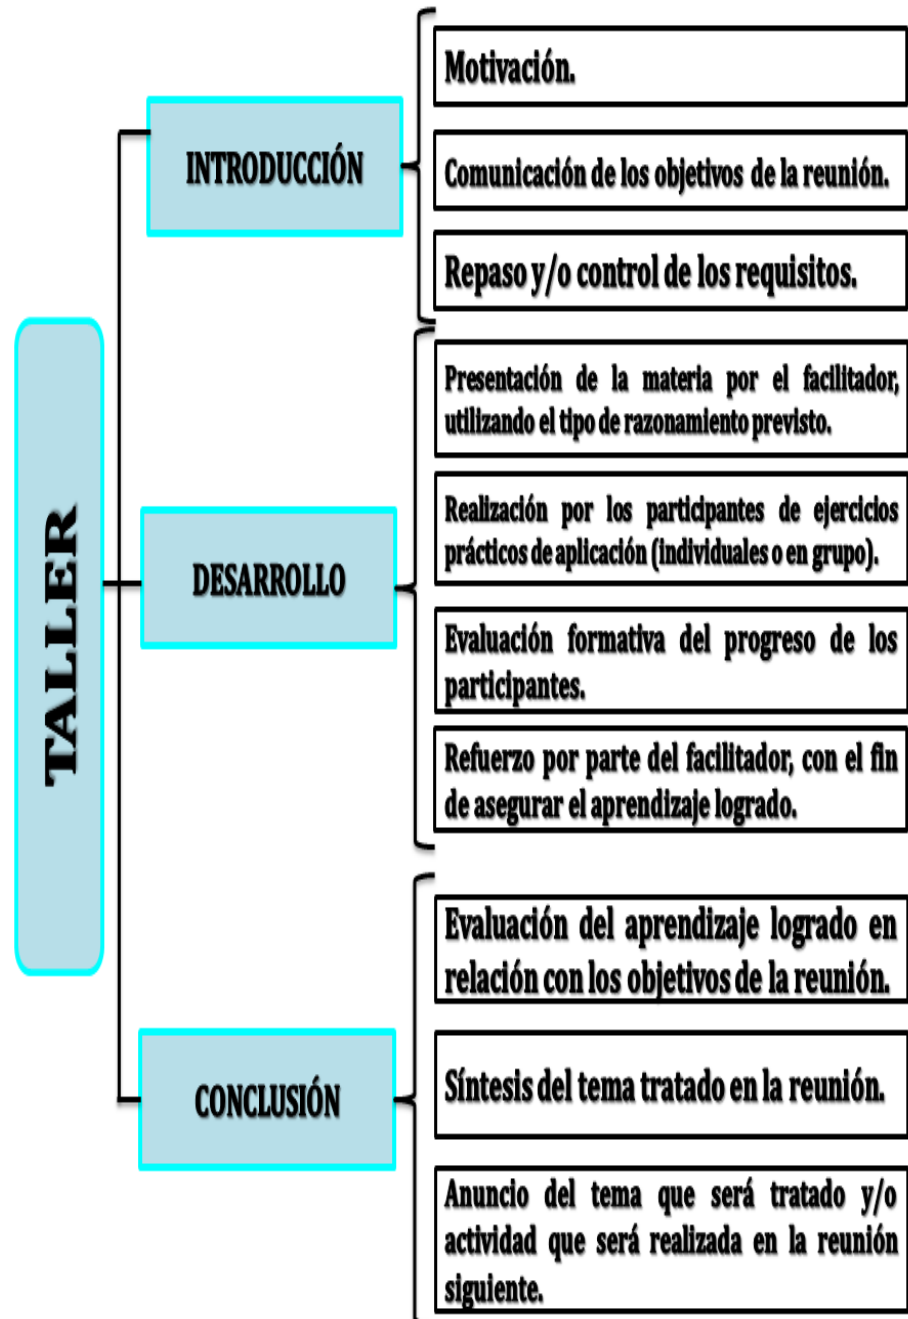 TALLER
INTRODUCCIÓN
Motivación.
Comunicación de los objetivos de la reunión.
Repaso y/o control de los requisitos.
DESARROLLO
Presentación de la materia por el facilitador,
utilizando el tipo de razonamiento previsto.
Realización por los participantes de ejercicios
prácticos de aplicación (individuales o en grupo).
Evaluación formativa del progreso de los
participantes.
Refuerzo por parte del facilitador, con el fin
de asegurar el aprendizaje logrado.
CONCLUSIÓN
Evaluación del aprendizaje logrado en
relación con los objetivos de la reunión.
Síntesis del tema tratado en la reunión.
Anuncio del tema que será tratado y/o
actividad que será realizada en la reunión
siguiente.